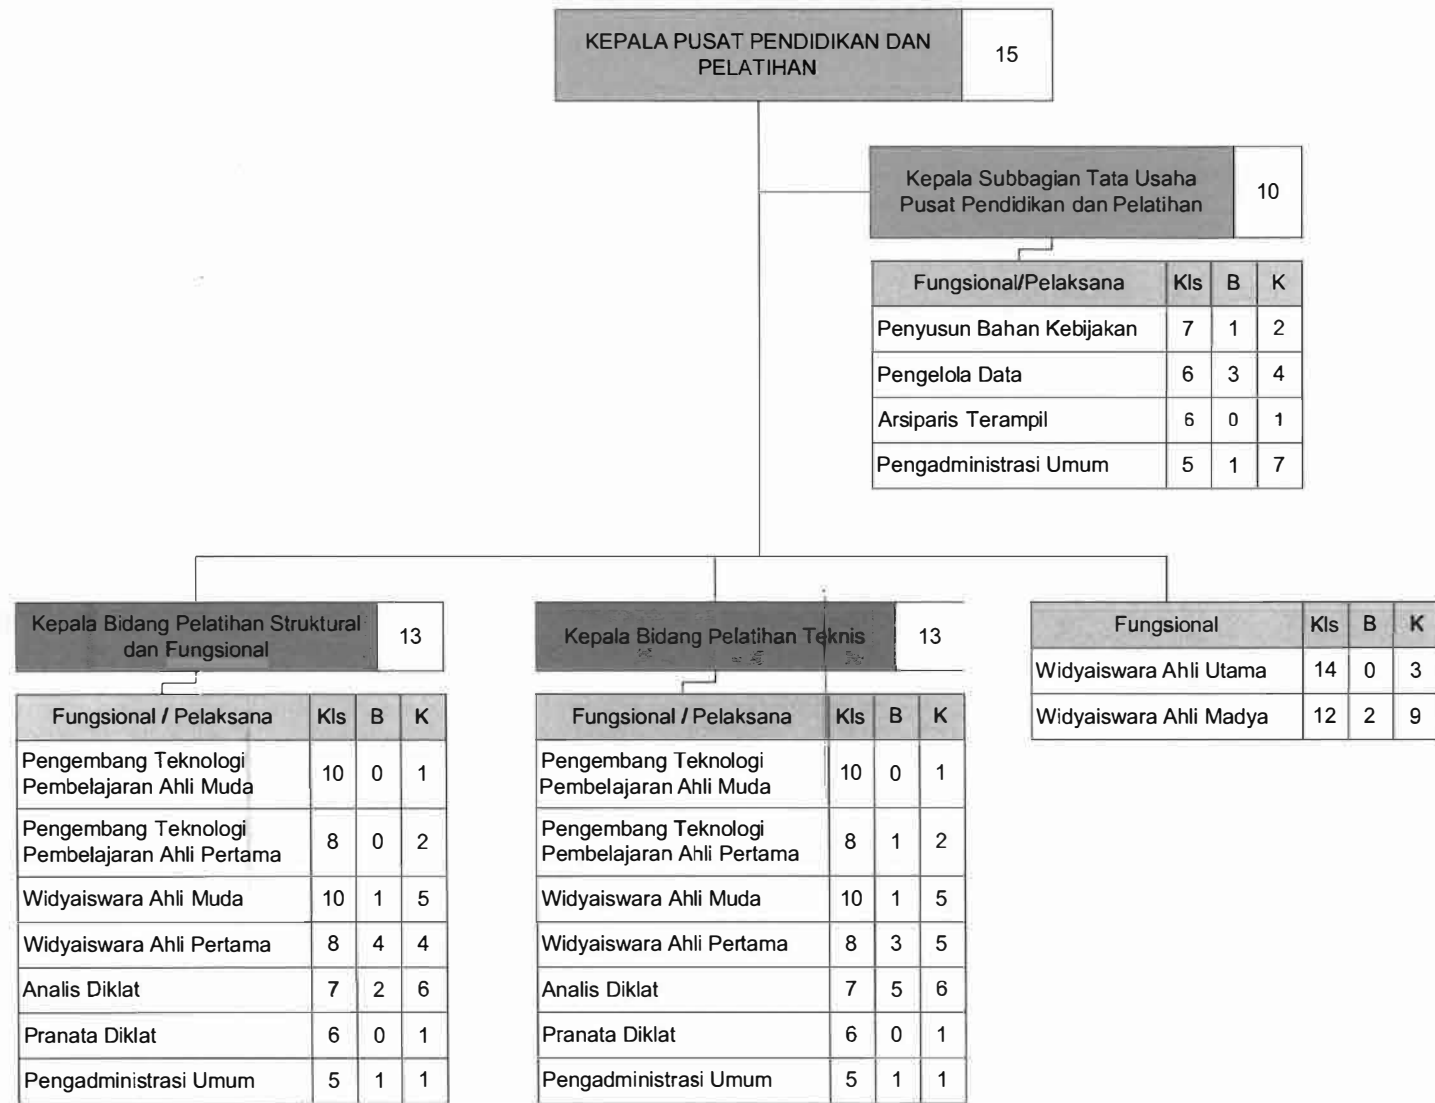 KEPALA PUSAT PENDIDIKAN DAN
PELATIHAN
15
Kepala Subbagian Tata Usaha
Pusat Pendidikan dan Pelatihan
10
Fungsional/Pelaksana Kls B K
Penyusun Bahan Kebijakan 7 1 2
Pengelola Data 6 3 4
Arsiparis Terampil 6 0 1
Pengadministrasi Umum 5 1 7
Kepala Bidang Pelatihan Struktural
dan Fungsional
13
Fungsional / Pelaksana Kls B K
Pengembang Teknologi
Pembelajaran Ahli Muda 10 0 1
Pengembang Teknologi
Pembelajaran Ahli Pertama 8 0 2
Widyaiswara Ahli Muda 10 1 5
Widyaiswara Ahli Pertama 8 4 4
Analis Diklat 7 2 6
Pranata Diklat 6 0 1
Pengadministrasi Umum 5 1 1
Kepala Bidang Pelatihan Teknis
13
Fungsional / Pelaksana Kls B K
Pengembang Teknologi
Pembelajaran Ahli Muda 10 0 1
Pengembang Teknologi
Pembelajaran Ahli Pertama 8 1 2
Widyaiswara Ahli Muda 10 1 5
Widyaiswara Ahli Pertama 8 3 5
Analis Diklat 7 5 6
Pranata Diklat 6 0 1
Pengadministrasi Umum 5 1 1
Fungsional Kls B K
Widyaiswara Ahli Utama 14 0 3
Widyaiswara Ahli Madya 12 2 9